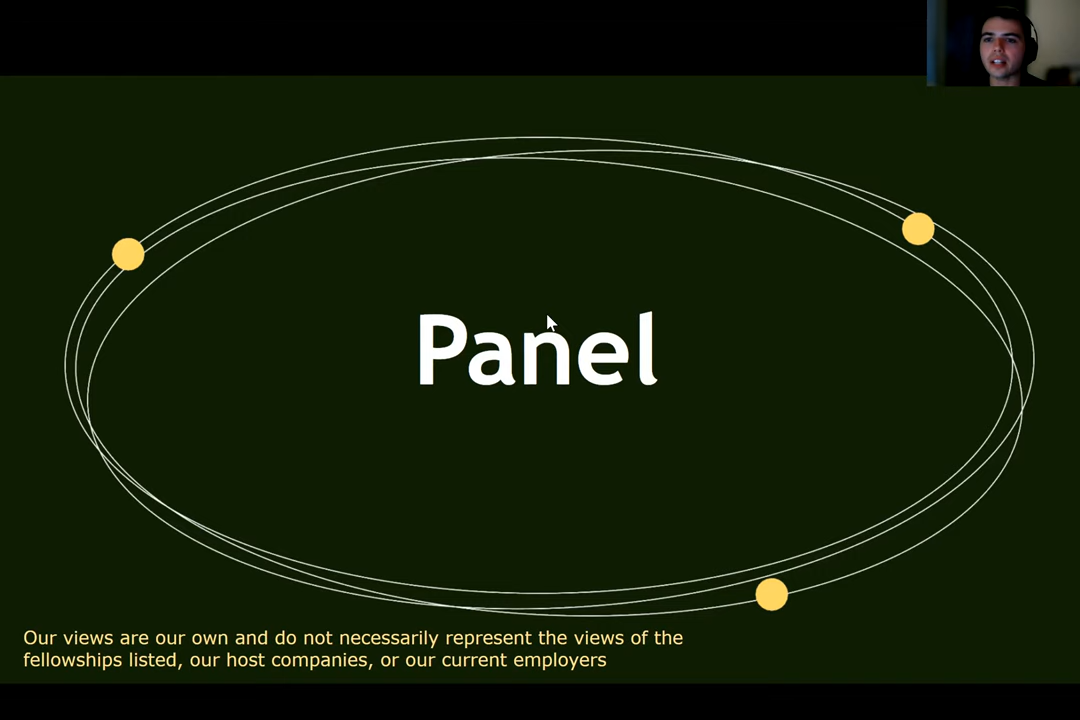 Panel
Our views are our own and do not necessarily represent the views of the
fellowships listed, our host companies, or our current employers